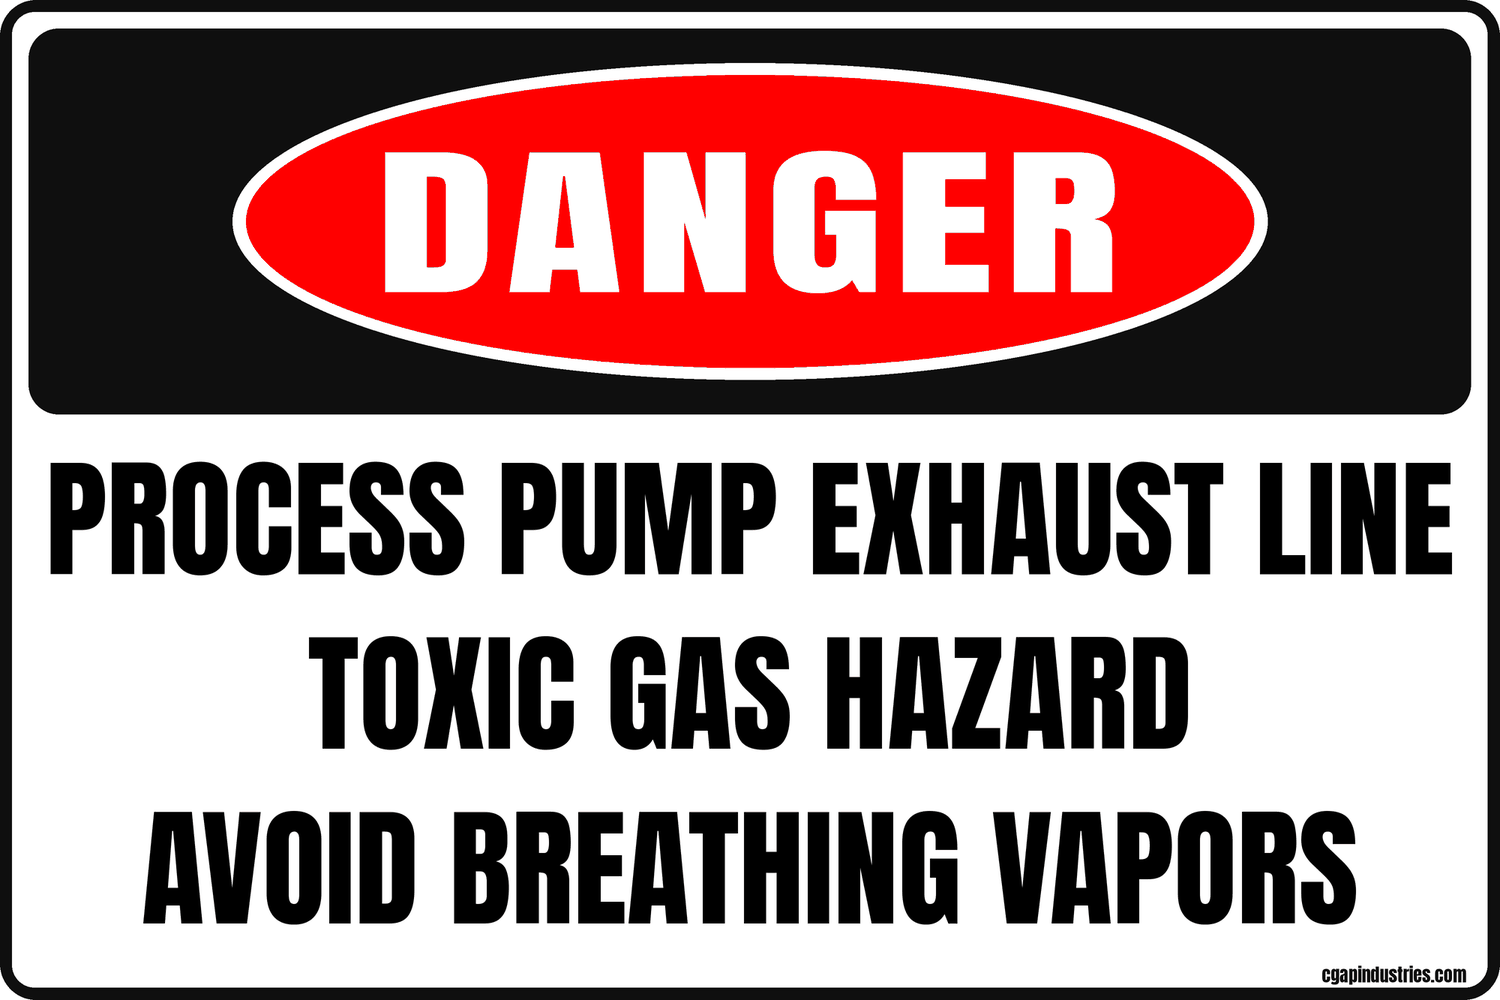 DANGER
PROCESS PUMP EXHAUST LINE
TOXIC GAS HAZARD
AVOID BREATHING VAPORS
cgapindustries.com